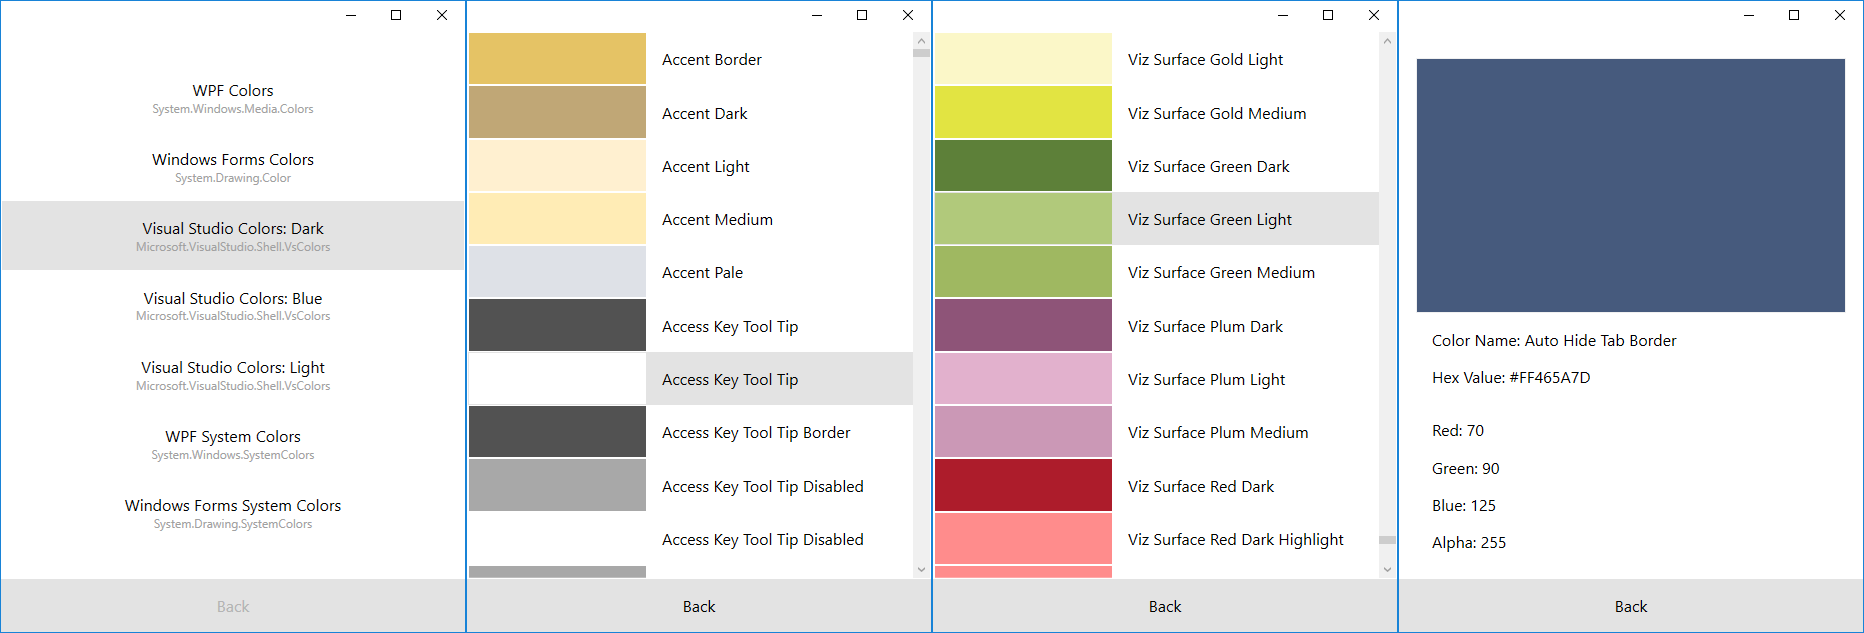 WPF Colors
System.Windows.Media.Colors
Windows Forms Colors
System.Drawing.Color
Visual Studio Colors: Dark
Microsoft.VisualStudio.Shell.VsColors
Visual Studio Colors: Blue
Microsoft.VisualStudio.Shell.VsColors
Visual Studio Colors: Light
Microsoft.VisualStudio.Shell.VsColors
WPF System Colors
System.Windows.SystemColors
Windows Forms System Colors
System.Drawing.SystemColors
Back
Accent Border
Accent Dark
Accent Light
Accent Medium
Accent Pale
Access Key Tool Tip
Access Key Tool Tip
Access Key Tool Tip Border
Access Key Tool Tip Disabled
Access Key Tool Tip Disabled
Back
Viz Surface Gold Light
Viz Surface Gold Medium
Viz Surface Green Dark
Viz Surface Green Light
Viz Surface Green Medium
Viz Surface Plum Dark
Viz Surface Plum Light
Viz Surface Plum Medium
Viz Surface Red Dark
Viz Surface Red Dark Highlight
Back
Color Name: Auto Hide Tab Border
Hex Value: #FF465A7D
Red: 70
Green: 90
Blue: 125
Alpha: 255
Back